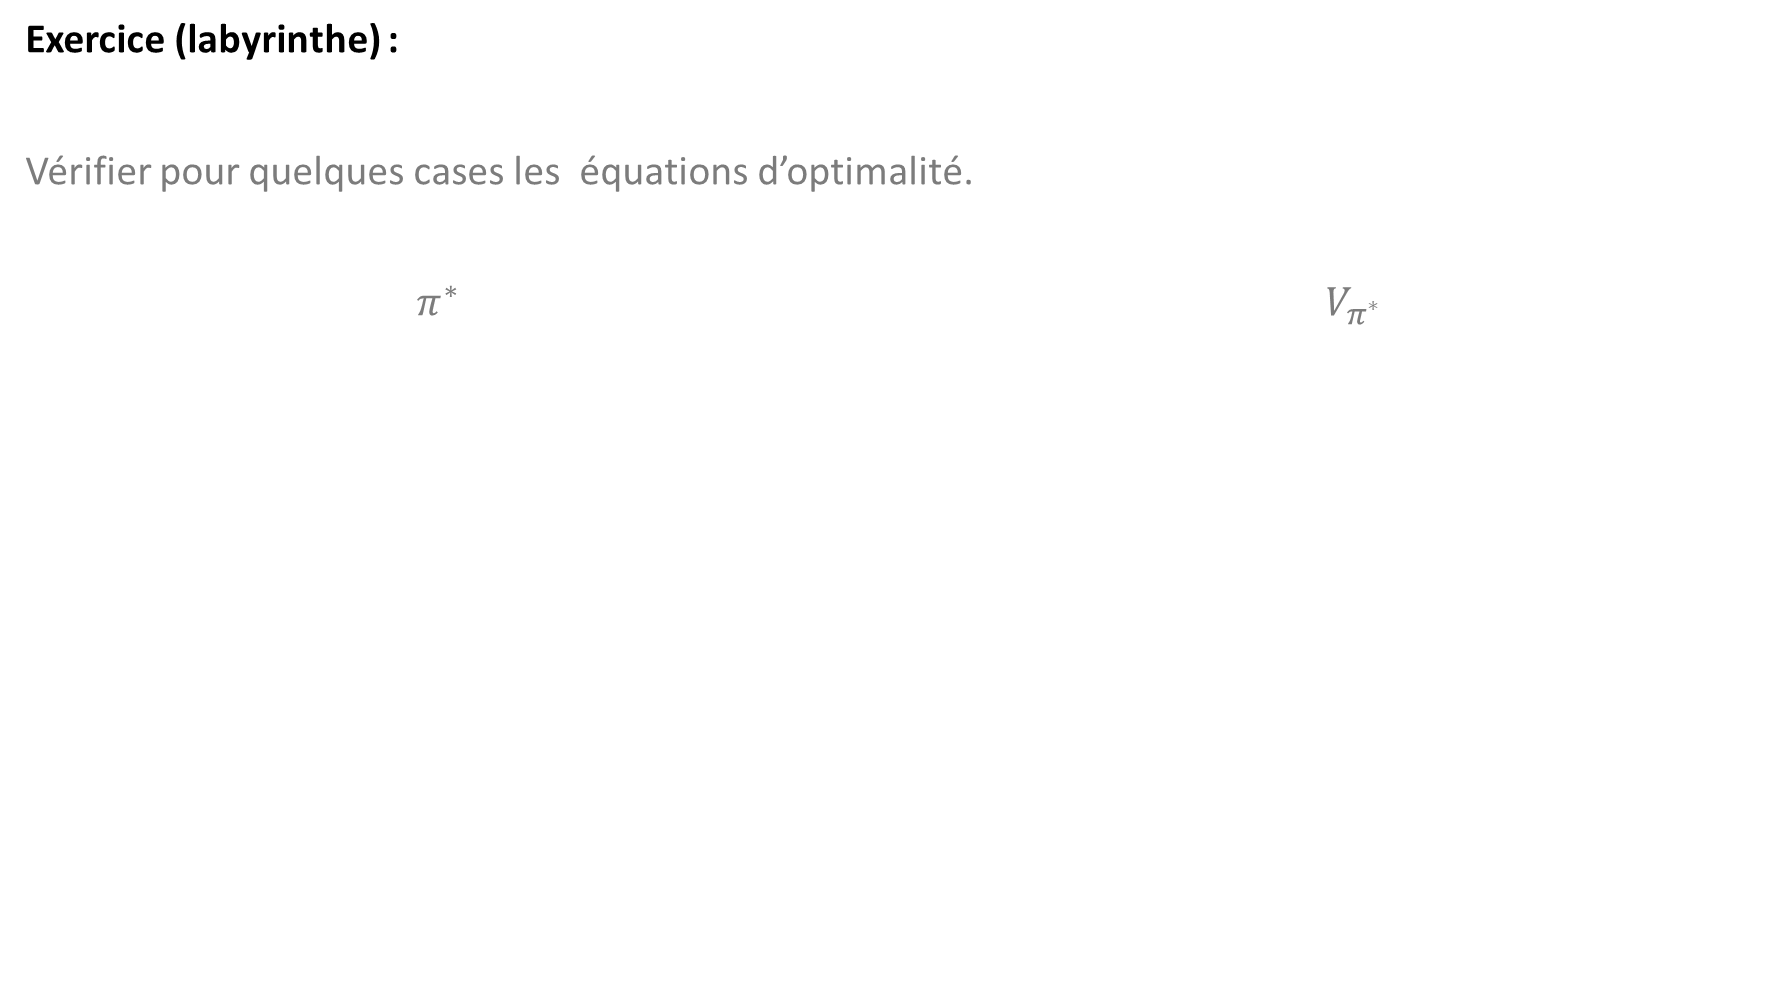 Exercice (labyrinthe) :
Vérifier pour quelques cases les  équations d’optimalité.
π* V_π*